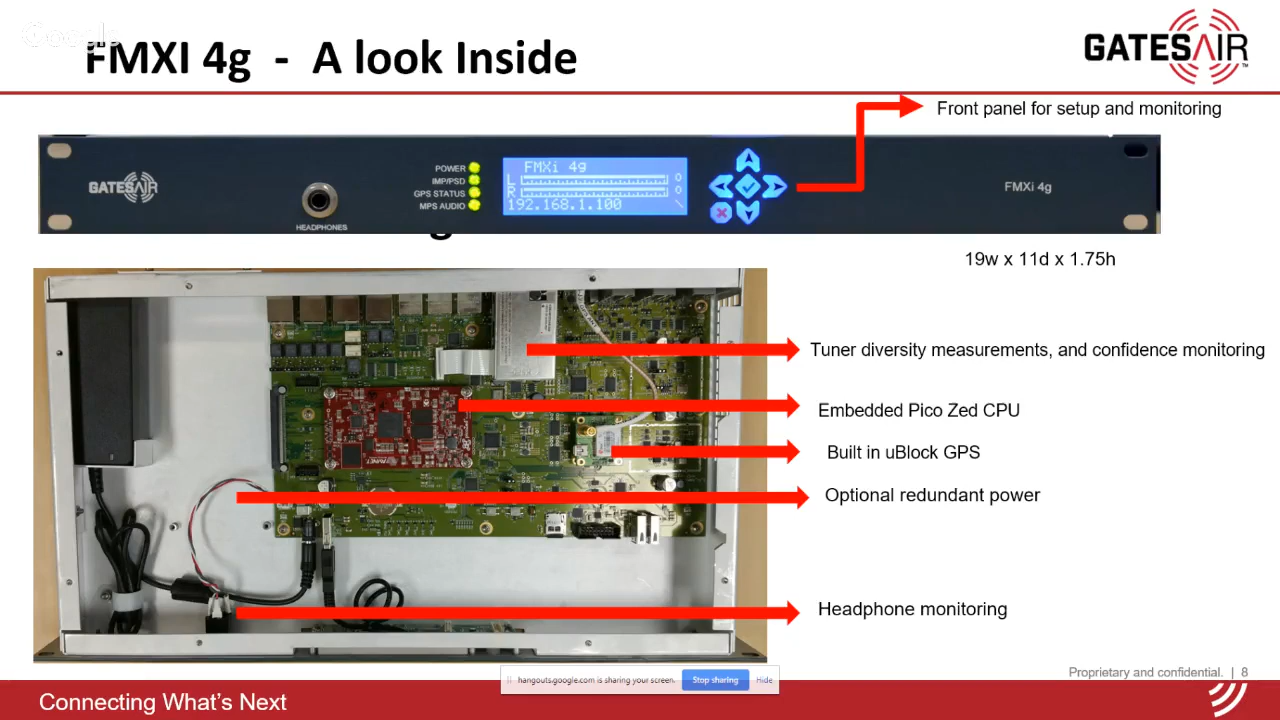 Google
FMXI 4g - A look Inside
GATESAIR™
Front panel for setup and monitoring
GATESAIR
HEADPHONES
POWER
IMP/PSD
GPS STATUS
MPS AUDIO
FMXi 4g
L 0
R 0
192.168.1.100
FMXi 4g
19w x 11d x 1.75h
Tuner diversity measurements, and confidence monitoring
Embedded Pico Zed CPU
Built in uBlock GPS
Optional redundant power
Headphone monitoring
Proprietary and confidential. | 8
hangouts.google.com is sharing your screen.
Stop sharing
Hide
Connecting What's Next